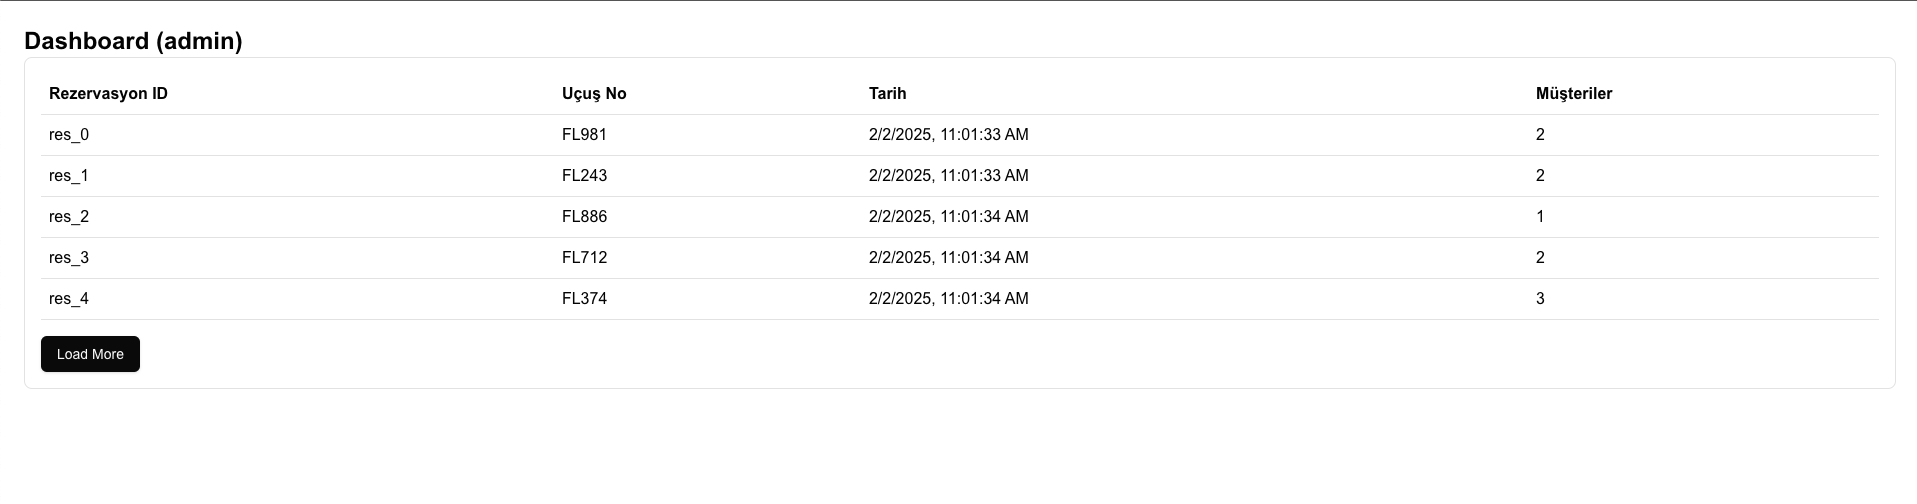 Dashboard (admin)
Rezervasyon ID Uçuş No Tarih Müşteriler
res_0 FL981 2/2/2025, 11:01:33 AM 2
res_1 FL243 2/2/2025, 11:01:33 AM 2
res_2 FL886 2/2/2025, 11:01:34 AM 1
res_3 FL712 2/2/2025, 11:01:34 AM 2
res_4 FL374 2/2/2025, 11:01:34 AM 3
Load More